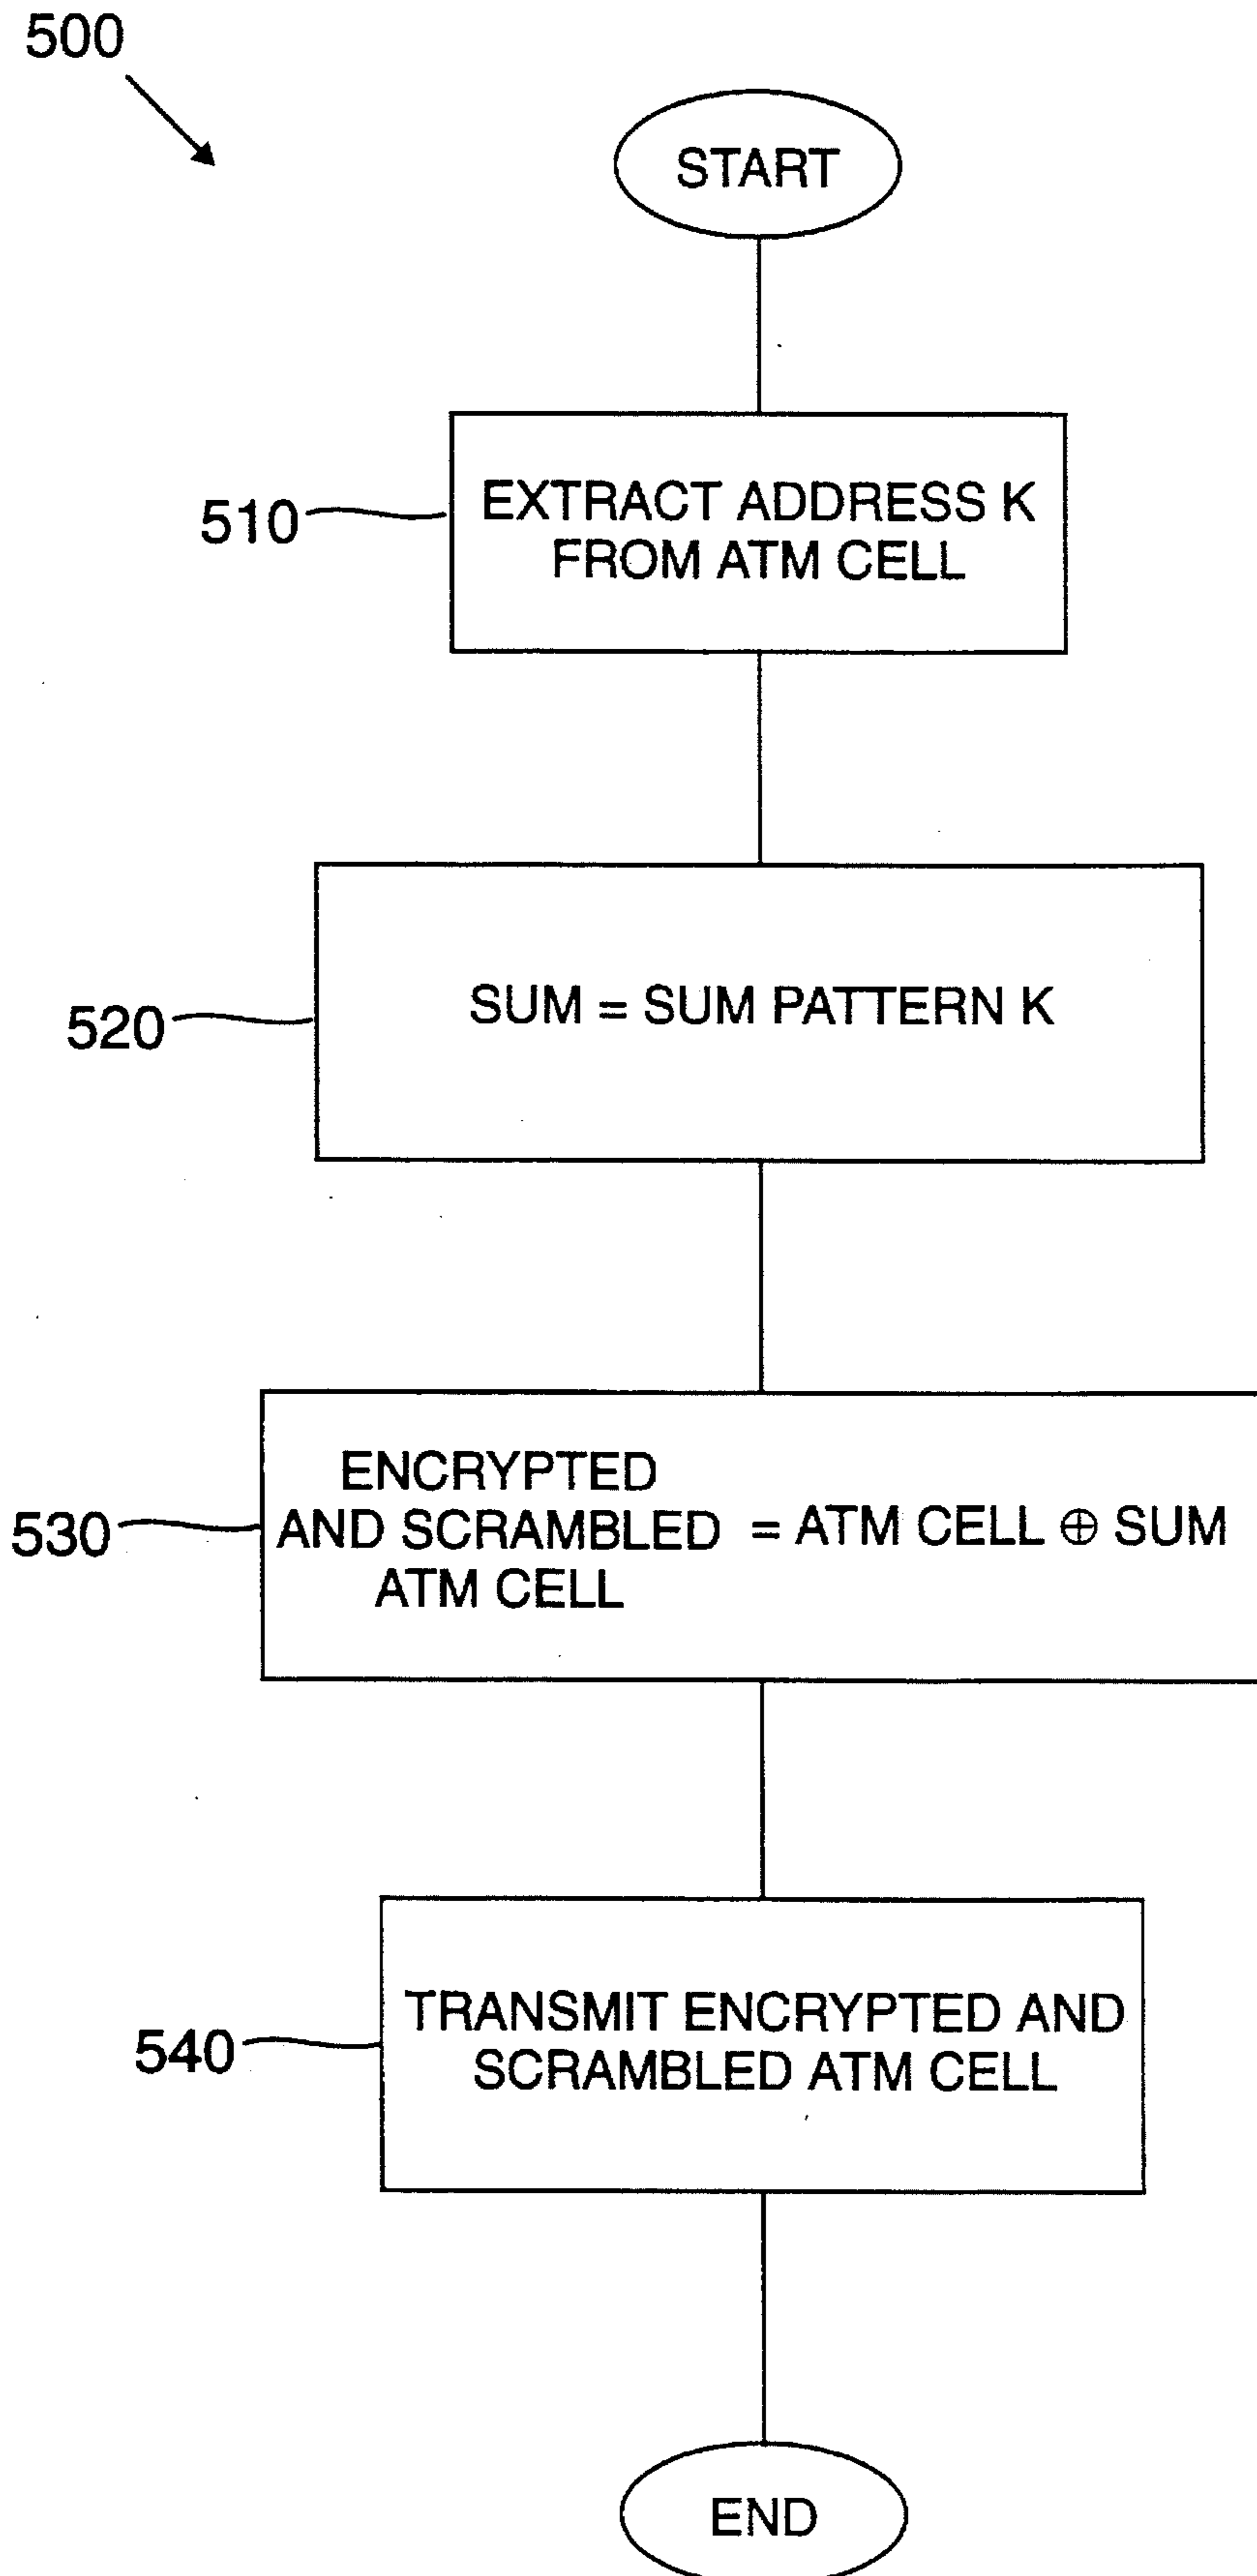 500
START
510
EXTRACT ADDRESS K
FROM ATM CELL
520
SUM = SUM PATTERN K
530
ENCRYPTED
AND SCRAMBLED = ATM CELL ⊕ SUM
ATM CELL
540
TRANSMIT ENCRYPTED AND
SCRAMBLED ATM CELL
END